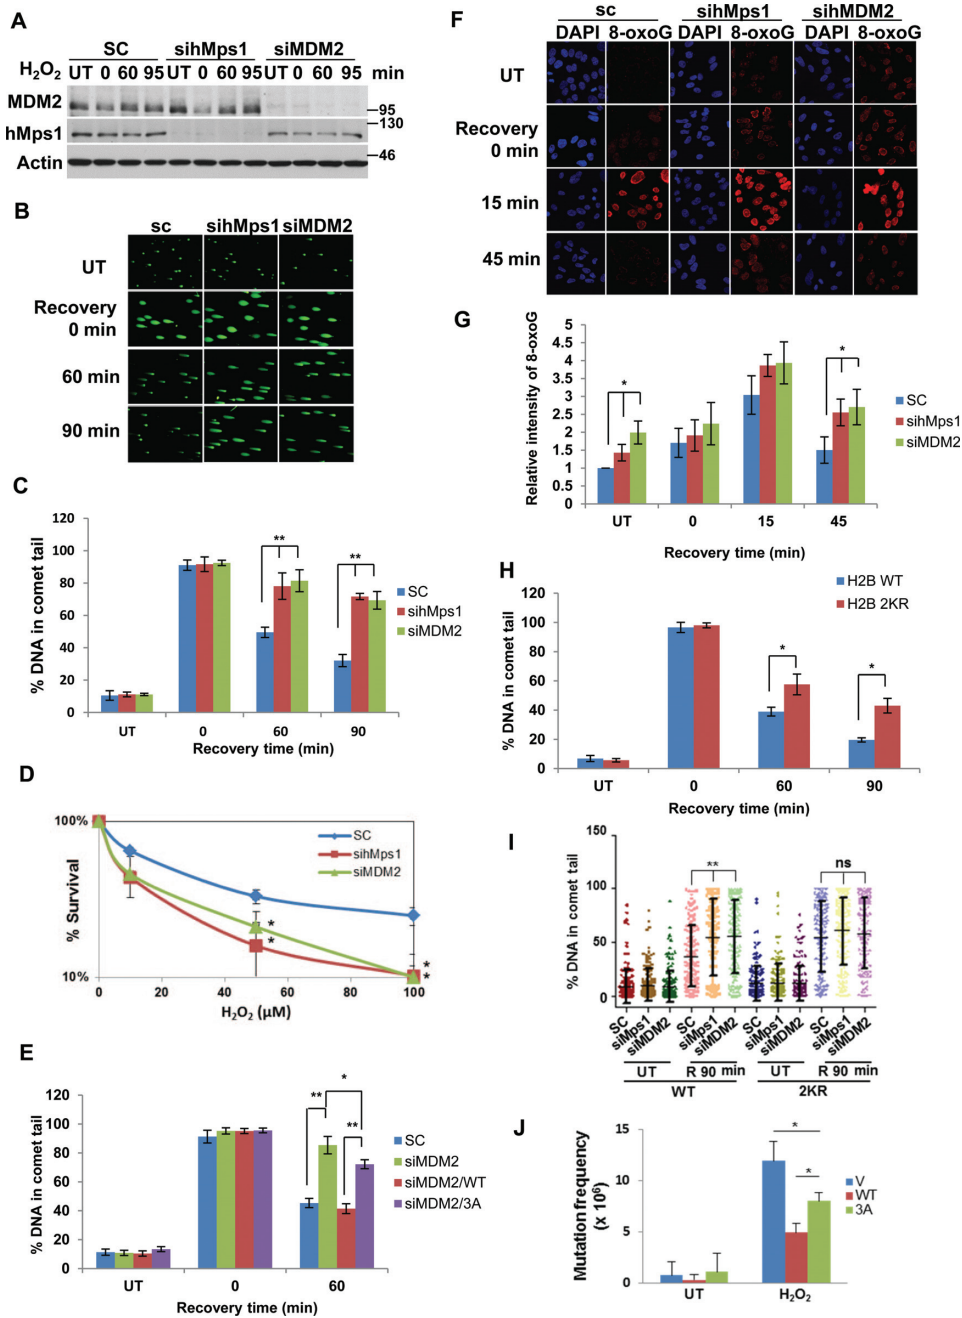 A
SC sihMps1 siMDM2
H2O2 UT 0 60 95 UT 0 60 95 UT 0 60 95 min
MDM2
95
130
hMps1
46
Actin
B
sc sihMps1 siMDM2
UT
Recovery
0 min
60 min
90 min
C
% DNA in comet tail
120
100
80
60
40
20
0
** **
SC
sihMps1
siMDM2
UT 0 60 90
Recovery time (min)
D
% Survival
100%
10%
SC
sihMps1
siMDM2
*
*
*
*
0 20 40 60 80 100
H2O2 (µM)
E
% DNA in comet tail
120
100
80
60
40
20
0
*
** **
SC
siMDM2
siMDM2/WT
siMDM2/3A
UT 0 60
Recovery time (min)
F
sc sihMps1 sihMDM2
DAPI 8-oxoG DAPI 8-oxoG DAPI 8-oxoG
UT
Recovery
0 min
15 min
45 min
G
Relative intensity of 8-oxoG
5
4.5
4
3.5
3
2.5
2
1.5
1
0.5
0
* *
SC
sihMps1
siMDM2
UT 0 15 45
Recovery time (min)
H
H2B WT
H2B 2KR
% DNA in comet tail
120
100
80
60
40
20
0
* *
UT 0 60 90
Recovery time (min)
I
% DNA in comet tail
150
100
50
0
** ns
SC siMps1 siMDM2 SC siMps1 siMDM2 SC siMps1 siMDM2 SC siMps1 siMDM2
UT R 90 min UT R 90 min
WT 2KR
J
Mutation frequency
(x 10⁶)
15
10
5
0
*
*
V
WT
3A
UT H2O2